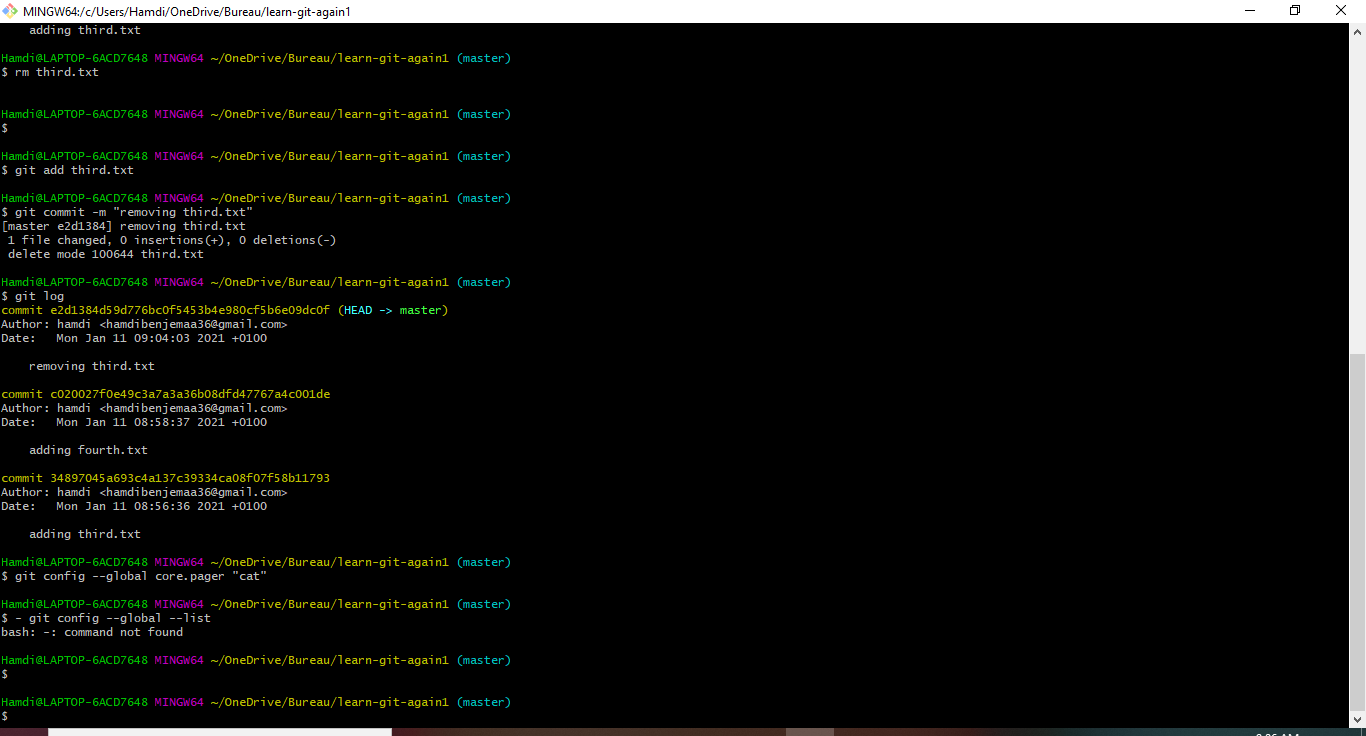 MINGW64:/c/Users/Hamdi/OneDrive/Bureau/learn-git-again1
adding third.txt
Hamdi@LAPTOP-6ACD7648 MINGW64 ~/OneDrive/Bureau/learn-git-again1 (master)
$ rm third.txt
Hamdi@LAPTOP-6ACD7648 MINGW64 ~/OneDrive/Bureau/learn-git-again1 (master)
$
Hamdi@LAPTOP-6ACD7648 MINGW64 ~/OneDrive/Bureau/learn-git-again1 (master)
$ git add third.txt
Hamdi@LAPTOP-6ACD7648 MINGW64 ~/OneDrive/Bureau/learn-git-again1 (master)
$ git commit -m "removing third.txt"
[master e2d1384] removing third.txt
1 file changed, 0 insertions(+), 0 deletions(-)
delete mode 100644 third.txt
Hamdi@LAPTOP-6ACD7648 MINGW64 ~/OneDrive/Bureau/learn-git-again1 (master)
$ git log
commit e2d1384d59d776bc0f5453b4e980cf5b6e09dc0f (HEAD -> master)
Author: hamdi <hamdibenjemaa36@gmail.com>
Date:   Mon Jan 11 09:04:03 2021 +0100
removing third.txt
commit c020027f0e49c3a7a3a36b08dfd47767a4c001de
Author: hamdi <hamdibenjemaa36@gmail.com>
Date:   Mon Jan 11 08:58:37 2021 +0100
adding fourth.txt
commit 34897045a693c4a137c39334ca08f07f58b11793
Author: hamdi <hamdibenjemaa36@gmail.com>
Date:   Mon Jan 11 08:56:36 2021 +0100
adding third.txt
Hamdi@LAPTOP-6ACD7648 MINGW64 ~/OneDrive/Bureau/learn-git-again1 (master)
$ git config --global core.pager "cat"
Hamdi@LAPTOP-6ACD7648 MINGW64 ~/OneDrive/Bureau/learn-git-again1 (master)
$ - git config --global --list
bash: -: command not found
Hamdi@LAPTOP-6ACD7648 MINGW64 ~/OneDrive/Bureau/learn-git-again1 (master)
$
Hamdi@LAPTOP-6ACD7648 MINGW64 ~/OneDrive/Bureau/learn-git-again1 (master)
$